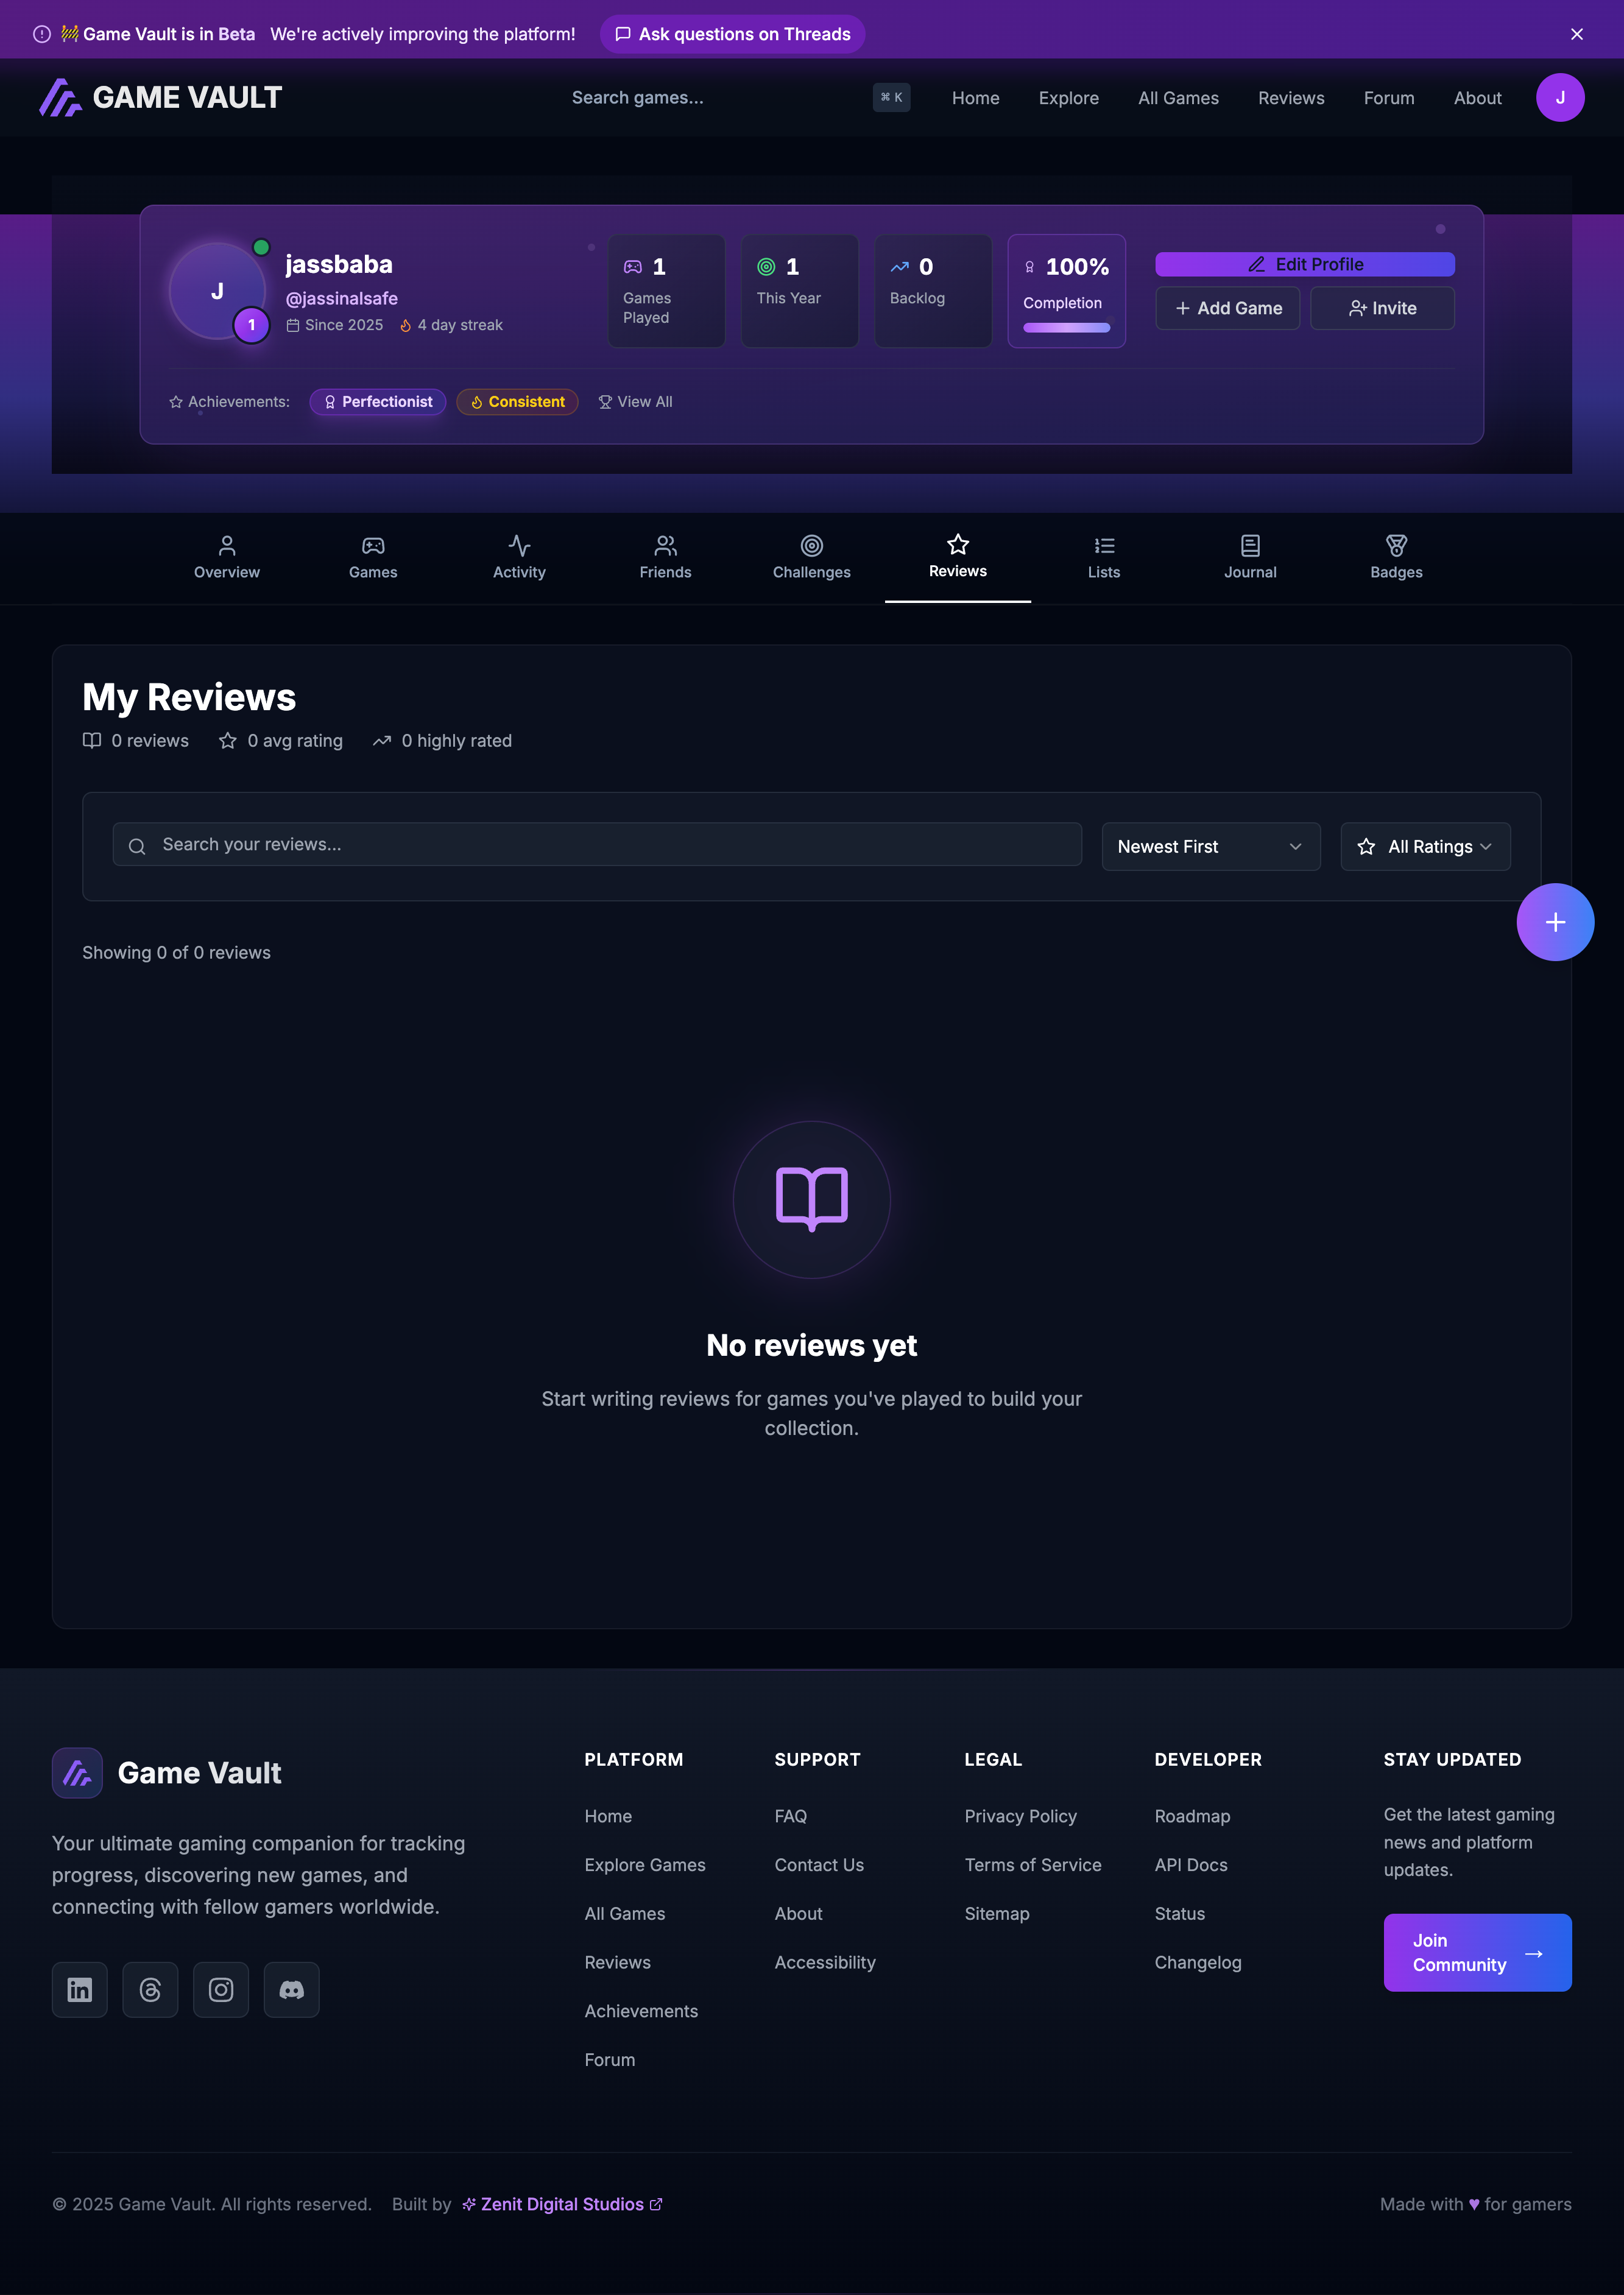 🚧 Game Vault is in Beta We're actively improving the platform! Ask questions on Threads
GAME VAULT
Search games...
⌘ K
Home
Explore
All Games
Reviews
Forum
About
J
J
1
jassbaba
@jassinalsafe
Since 2025 4 day streak
1
Games
Played
1
This Year
0
Backlog
100%
Completion
Edit Profile
Add Game
Invite
Achievements: Perfectionist Consistent View All
Overview
Games
Activity
Friends
Challenges
Reviews
Lists
Journal
Badges
My Reviews
0 reviews 0 avg rating 0 highly rated
Search your reviews...
Newest First
All Ratings
Showing 0 of 0 reviews
No reviews yet
Start writing reviews for games you've played to build your
collection.
Game Vault
Your ultimate gaming companion for tracking
progress, discovering new games, and
connecting with fellow gamers worldwide.
PLATFORM
Home
Explore Games
All Games
Reviews
Achievements
Forum
SUPPORT
FAQ
Contact Us
About
Accessibility
LEGAL
Privacy Policy
Terms of Service
Sitemap
DEVELOPER
Roadmap
API Docs
Status
Changelog
STAY UPDATED
Get the latest gaming
news and platform
updates.
Join
Community →
© 2025 Game Vault. All rights reserved. Built by Zenit Digital Studios
Made with ♥ for gamers